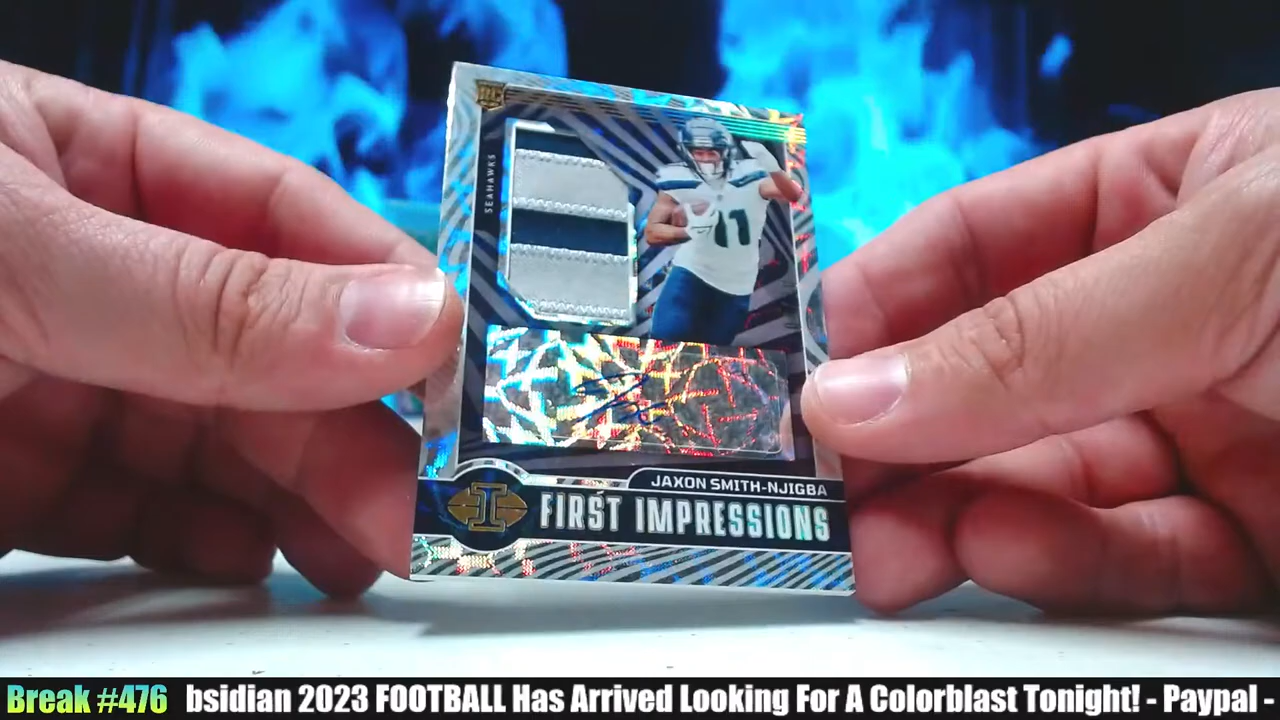 RC
SEAHAWKS
11
JAXON SMITH-NJIGBA
I
FIRST IMPRESSIONS
Break #476 bsidian 2023 FOOTBALL Has Arrived Looking For A Colorblast Tonight! - Paypal -